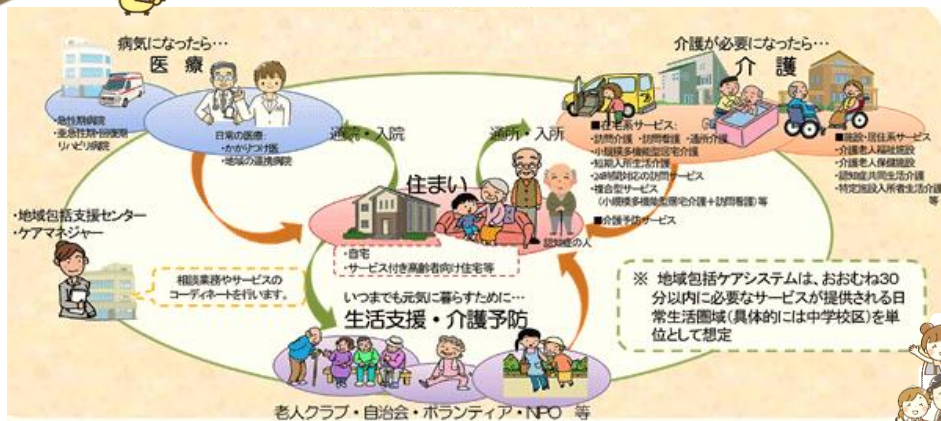 病気になったら…
医療
・急性期病院
・亜急性期・回復期
リハビリ病院
日常の医療:
・かかりつけ医
・地域の連携病院
通院・入院
介護が必要になったら…
介護
通所・入所
■在宅系サービス:
・訪問介護・訪問看護・通所介護
・小規模多機能型居宅介護
・短期入所生活介護
・24時間対応の訪問サービス
・複合型サービス
(小規模多機能型居宅介護+訪問看護)等
■介護予防サービス
■施設・居住系サービス
・介護老人福祉施設
・介護老人保健施設
・認知症共同生活介護
・特定施設入所者生活介護
等
住まい
認知症の人
・自宅
・サービス付き高齢者向け住宅等
・地域包括支援センター
・ケアマネジャー
相談業務やサービスの
コーディネートを行います。
いつまでも元気に暮らすために…
生活支援・介護予防
老人クラブ・自治会・ボランティア・NPO 等
※ 地域包括ケアシステムは、おおむね30
分以内に必要なサービスが提供される日
常生活圏域(具体的には中学校区)を単
位として想定